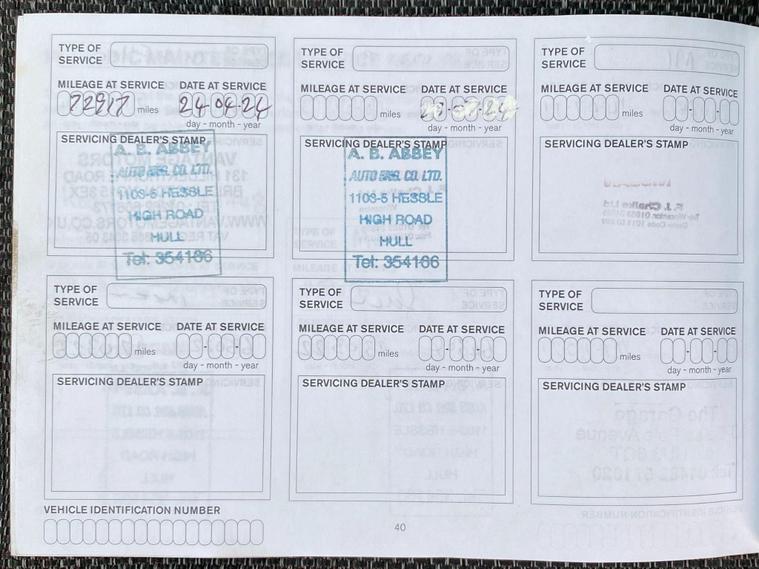 TYPE OF
SERVICE
MILEAGE AT SERVICE DATE AT SERVICE
72917 miles 24-04-24
day - month - year
SERVICING DEALER'S STAMP
A. B. ABBEY
AUTO ENG. CO. LTD.
1103-5 HESSLE
HIGH ROAD
HULL
Tel: 354186
TYPE OF
SERVICE
MILEAGE AT SERVICE DATE AT SERVICE
miles
day - month - year
SERVICING DEALER'S STAMP
A. B. ABBEY
AUTO ENG. CO. LTD.
1103-5 HESSLE
HIGH ROAD
HULL
Tel: 354186
TYPE OF
SERVICE
MILEAGE AT SERVICE DATE AT SERVICE
miles
day - month - year
SERVICING DEALER'S STAMP
TYPE OF
SERVICE
MILEAGE AT SERVICE DATE AT SERVICE
miles
day - month - year
SERVICING DEALER'S STAMP
TYPE OF
SERVICE
MILEAGE AT SERVICE DATE AT SERVICE
miles
day - month - year
SERVICING DEALER'S STAMP
TYPE OF
SERVICE
MILEAGE AT SERVICE DATE AT SERVICE
miles
day - month - year
SERVICING DEALER'S STAMP
VEHICLE IDENTIFICATION NUMBER
40